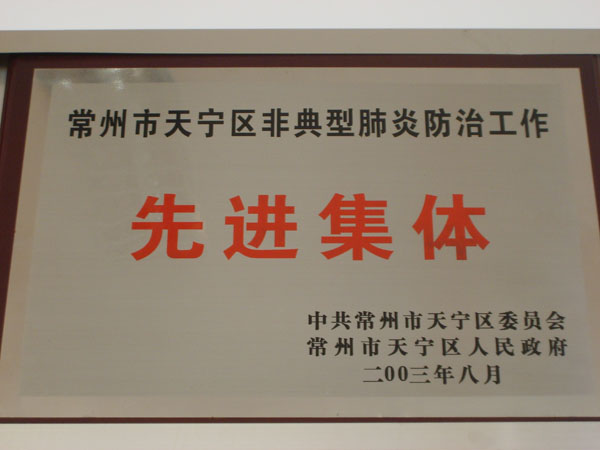 常州市天宁区非典型肺炎防治工作
先进集体
中共常州市天宁区委员会
常州市天宁区人民政府
二00三年八月